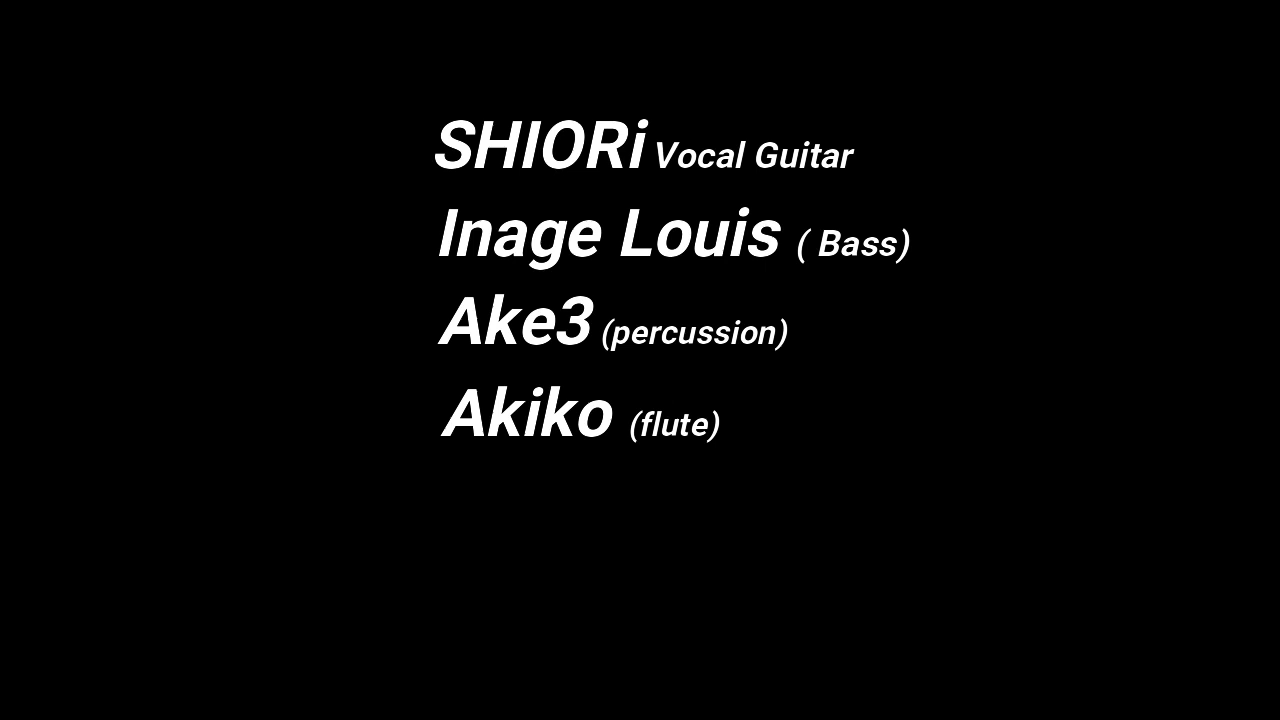 SHIORi Vocal Guitar
Inage Louis ( Bass)
Ake3 (percussion)
Akiko (flute)